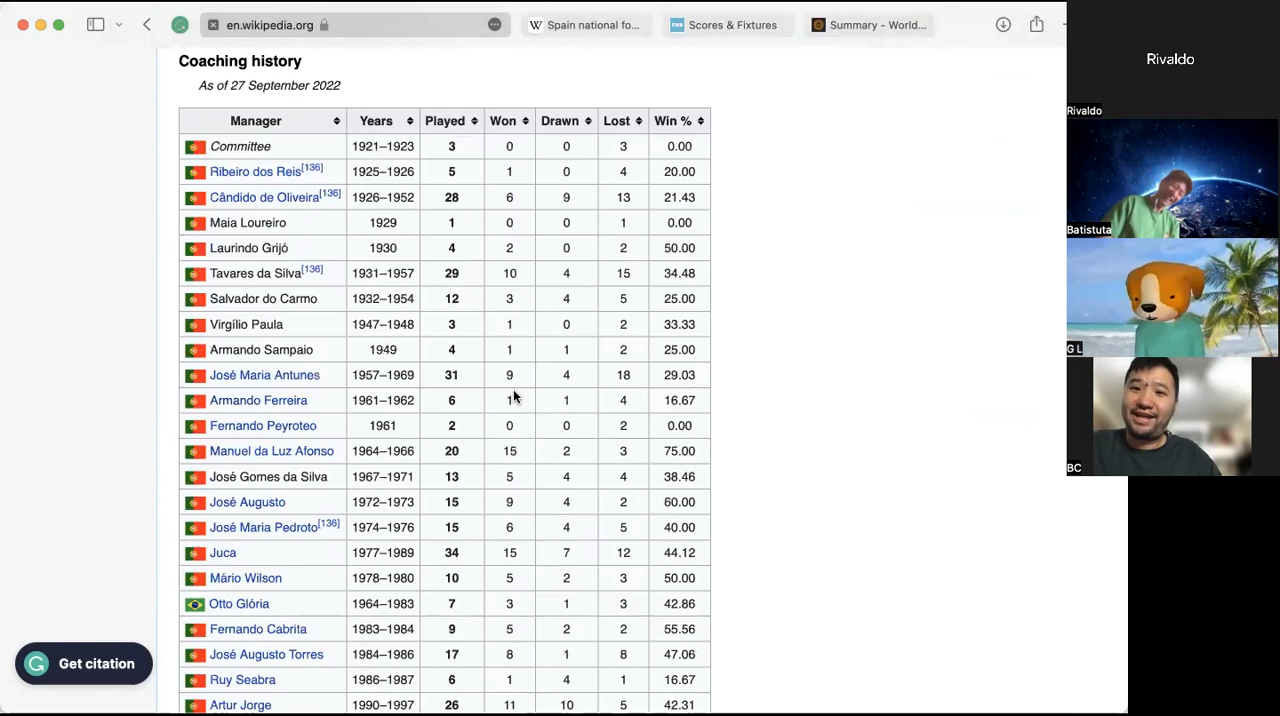 en.wikipedia.org
Spain national fo...
Scores & Fixtures
Summary - World...
Coaching history
As of 27 September 2022
Manager Years Played Won Drawn Lost Win %
Committee 1921–1923 3 0 0 3 0.00
Ribeiro dos Reis[136] 1925–1926 5 1 0 4 20.00
Cândido de Oliveira[136] 1926–1952 28 6 9 13 21.43
Maia Loureiro 1929 1 0 0 1 0.00
Laurindo Grijó 1930 4 2 0 2 50.00
Tavares da Silva[136] 1931–1957 29 10 4 15 34.48
Salvador do Carmo 1932–1954 12 3 4 5 25.00
Virgílio Paula 1947–1948 3 1 0 2 33.33
Armando Sampaio 1949 4 1 1 2 25.00
José Maria Antunes 1957–1969 31 9 4 18 29.03
Armando Ferreira 1961–1962 6 1 1 4 16.67
Fernando Peyroteo 1961 2 0 0 2 0.00
Manuel da Luz Afonso 1964–1966 20 15 2 3 75.00
José Gomes da Silva 1967–1971 13 5 4 4 38.46
José Augusto 1972–1973 15 9 4 2 60.00
José Maria Pedroto[136] 1974–1976 15 6 4 5 40.00
Juca 1977–1989 34 15 7 12 44.12
Mário Wilson 1978–1980 10 5 2 3 50.00
Otto Glória 1964–1983 7 3 1 3 42.86
Fernando Cabrita 1983–1984 9 5 2 2 55.56
José Augusto Torres 1984–1986 17 8 1 8 47.06
Ruy Seabra 1986–1987 6 1 4 1 16.67
Artur Jorge 1990–1997 26 11 10 5 42.31
Get citation
Rivaldo
Rivaldo
Batistuta
G L
BC